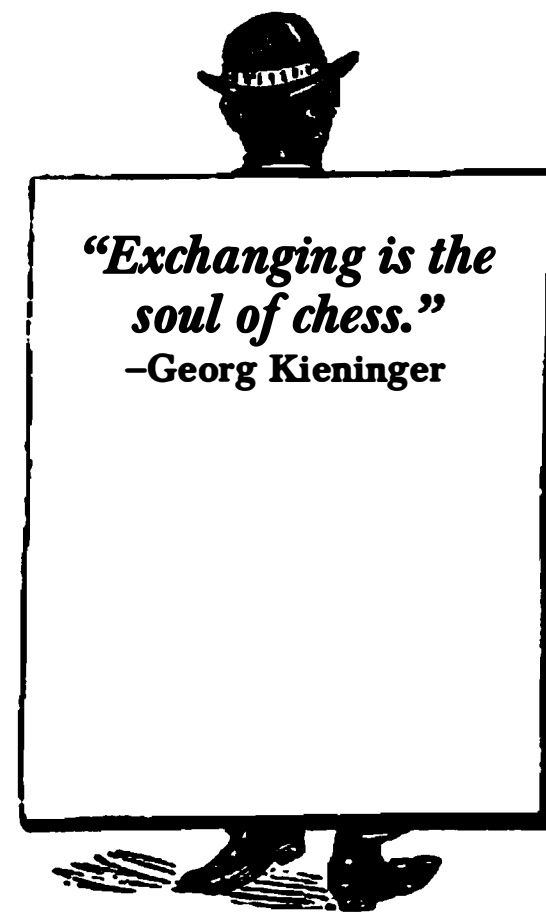 “Exchanging is the
soul of chess.”
–Georg Kieninger